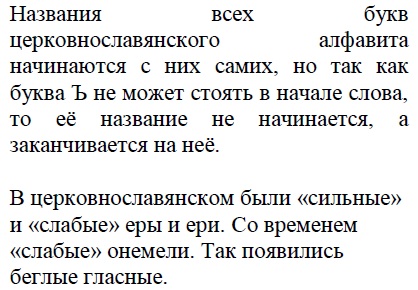 Названия всех букв
церковнославянского алфавита
начинаются с них самих, но так как
буква Ъ не может стоять в начале слова,
то её название не начинается, а
заканчивается на неё.
В церковнославянском были «сильные»
и «слабые» еры и ери. Со временем
«слабые» онемели. Так появились
беглые гласные.